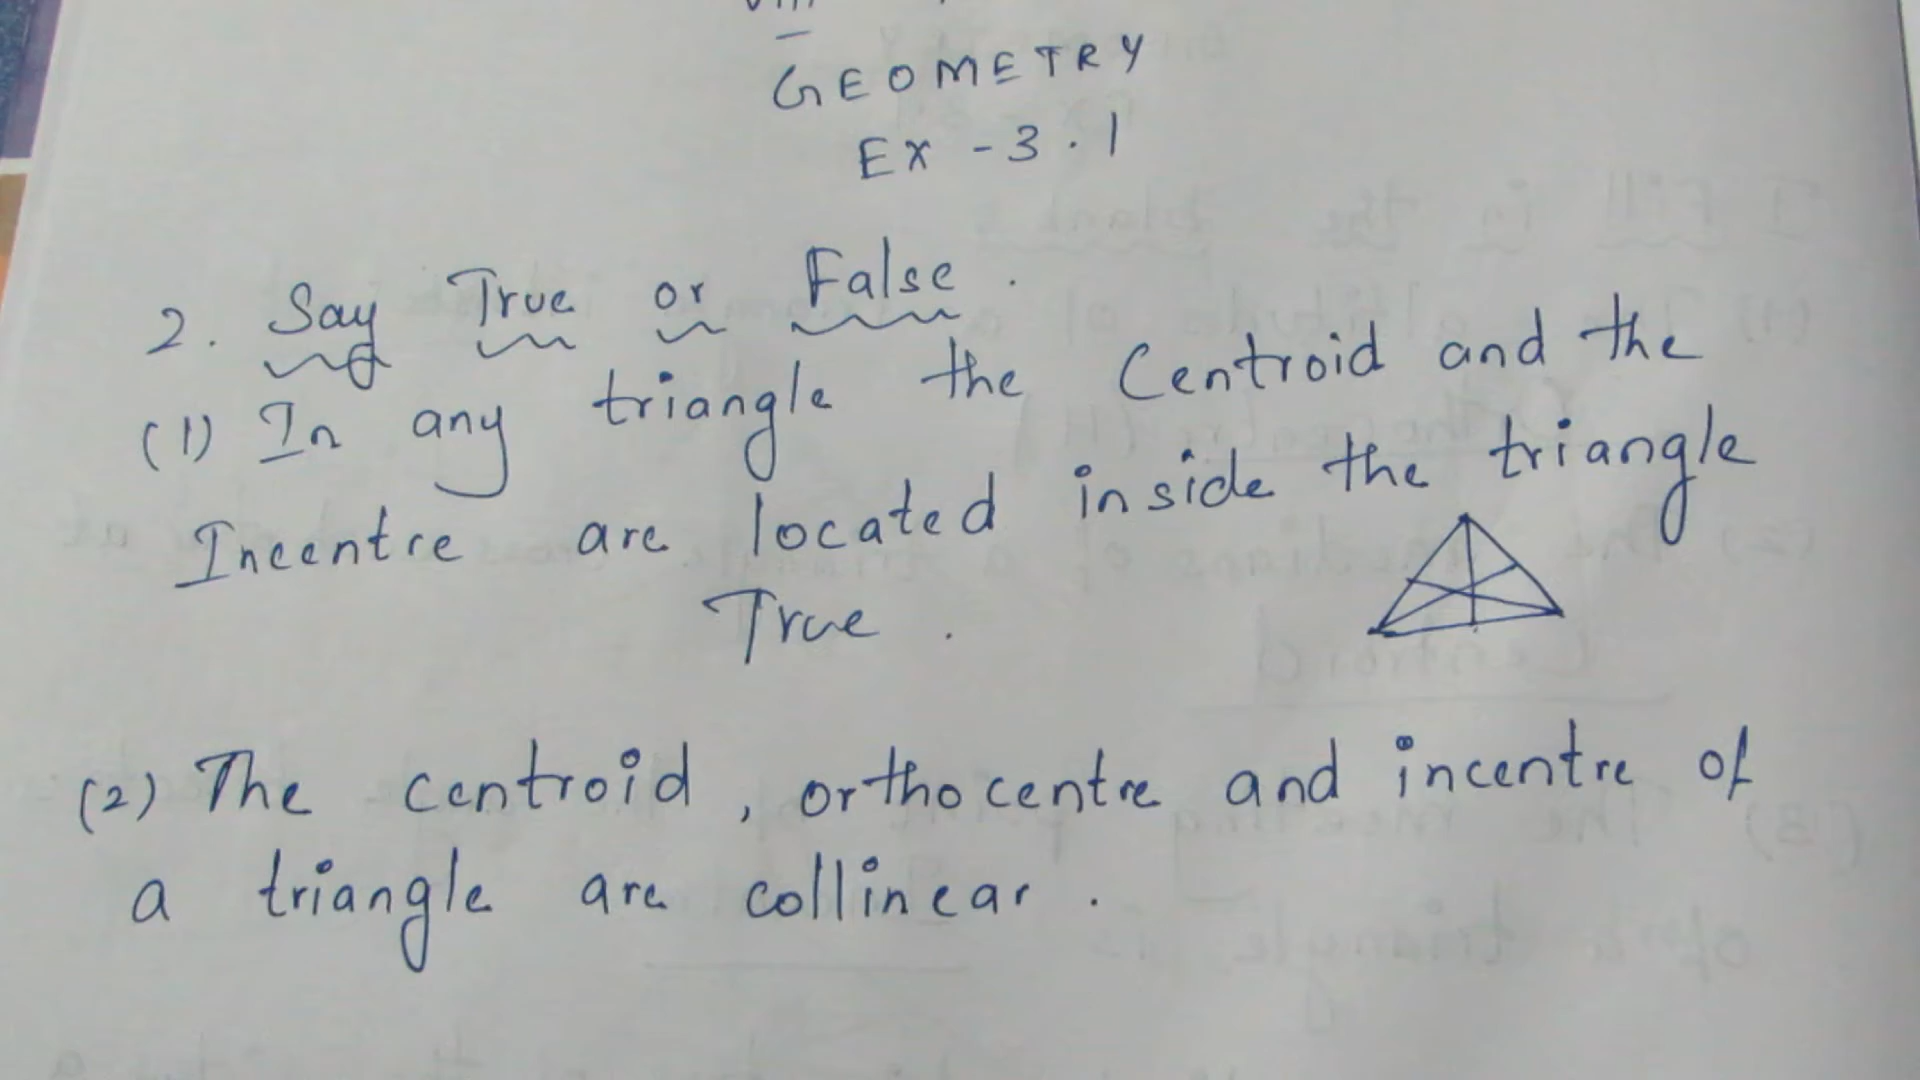 GEOMETRY
EX - 3.1
2. Say True or False.
(1) In any triangle the Centroid and the
Incentre are located inside the triangle
True.
(2) The centroid, orthocentre and incentre of
a triangle are collinear.